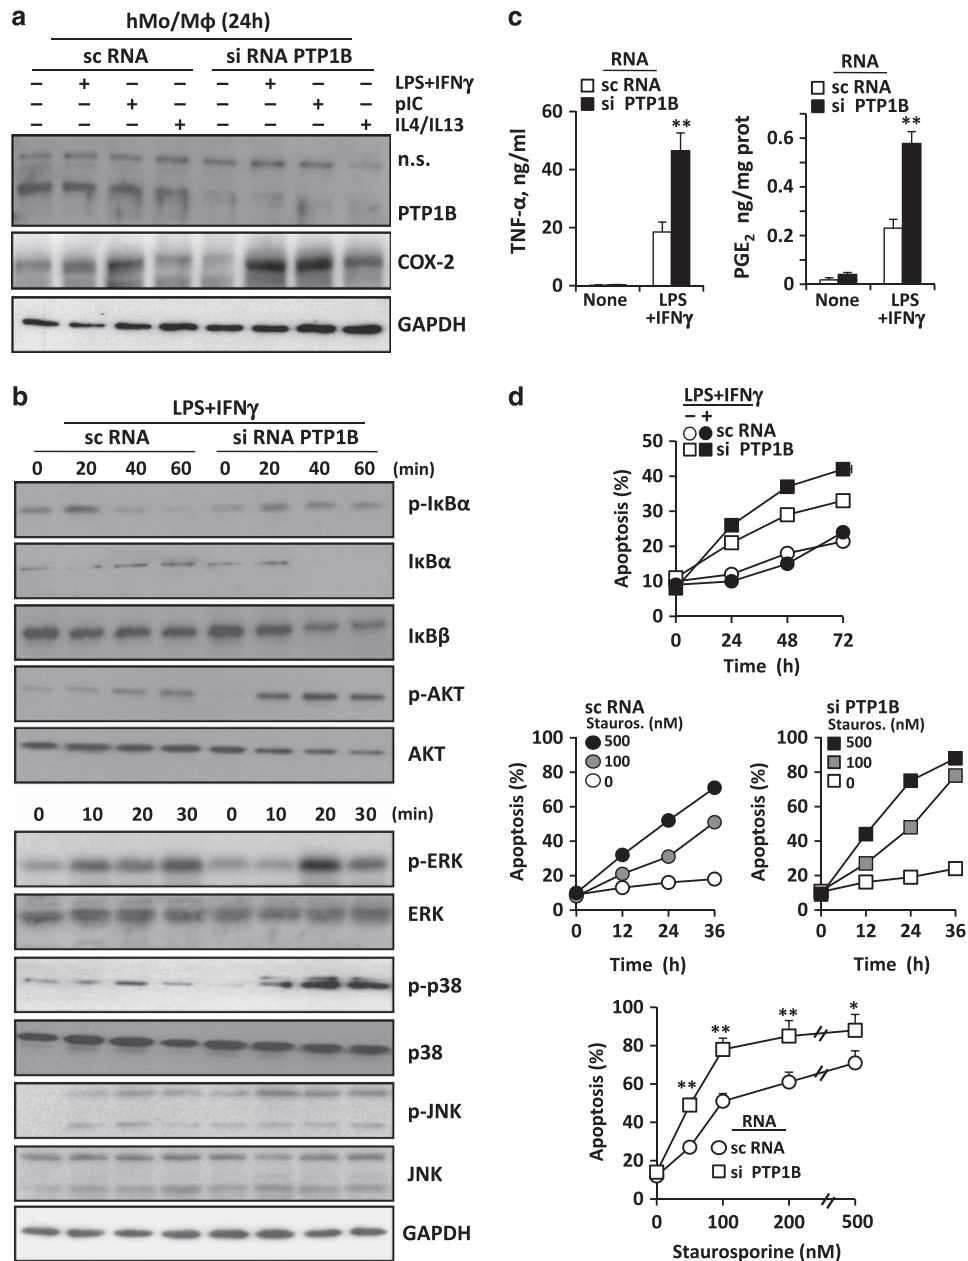 a
hMo/Mφ (24h)
sc RNA si RNA PTP1B
– + – – – + – – LPS+IFNγ
– – + – – – + – pIC
– – – + – – – + IL4/IL13
n.s.
PTP1B
COX-2
GAPDH
b
LPS+IFNγ
sc RNA si RNA PTP1B
0 20 40 60 0 20 40 60 (min)
p-IκBα
IκBα
IκBβ
p-AKT
AKT
0 10 20 30 0 10 20 30 (min)
p-ERK
ERK
p-p38
p38
p-JNK
JNK
GAPDH
c
RNA
sc RNA
si PTP1B
TNF-α, ng/ml
60
40
20
0
**
None LPS
+IFNγ
RNA
sc RNA
si PTP1B
PGE2 ng/mg prot
0.6
0.4
0.2
0
**
None LPS
+IFNγ
d
LPS+IFNγ
– +
sc RNA
si PTP1B
Apoptosis (%)
50
40
30
20
10
0
0 24 48 72
Time (h)
sc RNA
Stauros. (nM)
500
100
0
Apoptosis (%)
100
80
60
40
20
0
0 12 24 36
Time (h)
si PTP1B
Stauros. (nM)
500
100
0
Apoptosis (%)
100
80
60
40
20
0
0 12 24 36
Time (h)
Apoptosis (%)
100
80
60
40
20
0
** ** ** *
RNA
sc RNA
si PTP1B
0 100 200 500
Staurosporine (nM)